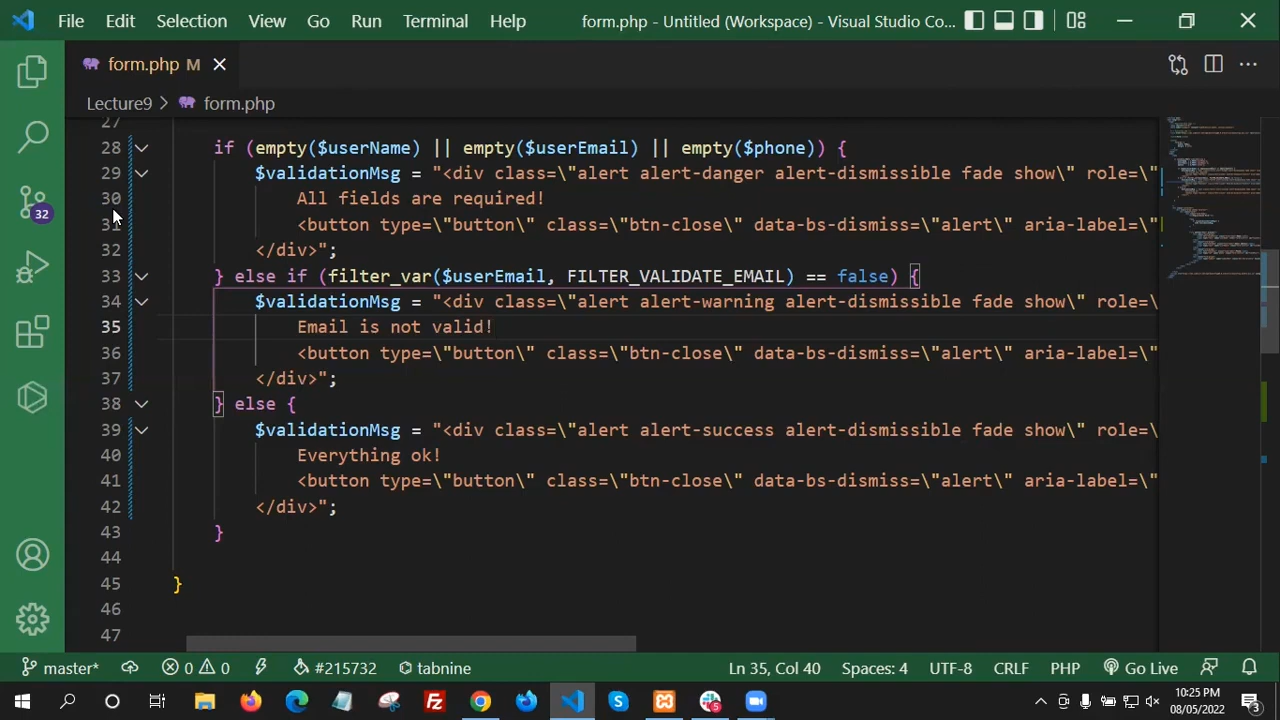 File Edit Selection View Go Run Terminal Help form.php - Untitled (Workspace) - Visual Studio Co...
form.php M
Lecture9 > form.php
27
28 if (empty($userName) || empty($userEmail) || empty($phone)) {
29 $validationMsg = "<div class=\"alert alert-danger alert-dismissible fade show\" role=\"
30 All fields are required!
31 <button type=\"button\" class=\"btn-close\" data-bs-dismiss=\"alert\" aria-label=\"
32 </div>";
33 } else if (filter_var($userEmail, FILTER_VALIDATE_EMAIL) == false) {
34 $validationMsg = "<div class=\"alert alert-warning alert-dismissible fade show\" role=\
35 Email is not valid!
36 <button type=\"button\" class=\"btn-close\" data-bs-dismiss=\"alert\" aria-label=\"
37 </div>";
38 } else {
39 $validationMsg = "<div class=\"alert alert-success alert-dismissible fade show\" role=\
40 Everything ok!
41 <button type=\"button\" class=\"btn-close\" data-bs-dismiss=\"alert\" aria-label=\"
42 </div>";
43 }
44
45 }
46
47
32
master* 0 0 #215732 tabnine Ln 35, Col 40 Spaces: 4 UTF-8 CRLF PHP Go Live
10:25 PM
08/05/2022
5
3